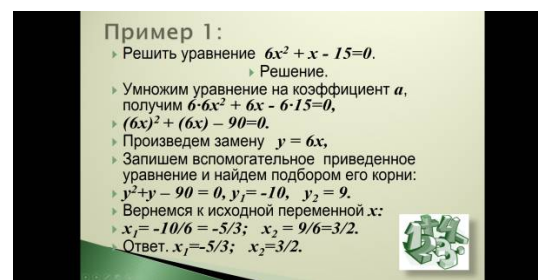 Пример 1:
Решить уравнение 6x² + x - 15=0.
Решение.
Умножим уравнение на коэффициент a,
получим 6·6x² + 6x - 6·15=0,
(6x)² + (6x) – 90=0.
Произведем замену y = 6x,
Запишем вспомогательное приведенное
уравнение и найдем подбором его корни:
y²+y – 90 = 0, y₁= -10, y₂ = 9.
Вернемся к исходной переменной x:
x₁= -10/6 = -5/3; x₂ = 9/6=3/2.
Ответ. x₁=-5/3; x₂=3/2.